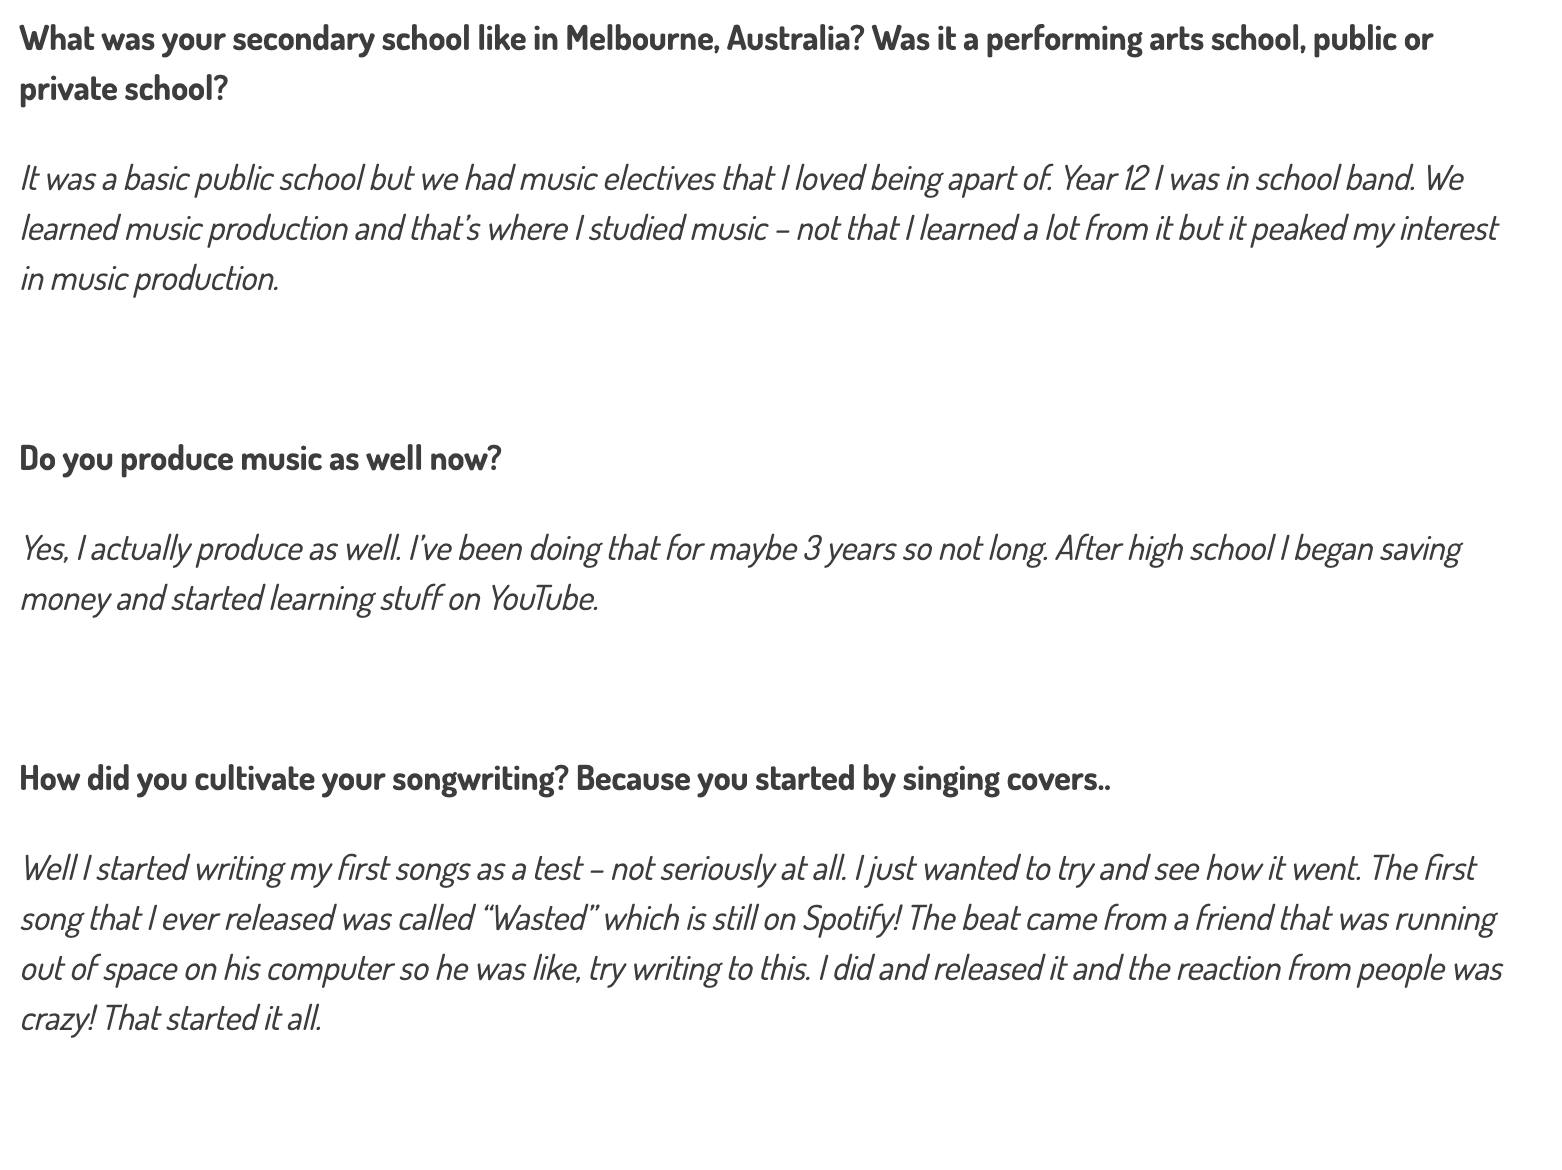 What was your secondary school like in Melbourne, Australia? Was it a performing arts school, public or
private school?
It was a basic public school but we had music electives that I loved being apart of. Year 12 I was in school band. We
learned music production and that’s where I studied music – not that I learned a lot from it but it peaked my interest
in music production.
Do you produce music as well now?
Yes, I actually produce as well. I’ve been doing that for maybe 3 years so not long. After high school I began saving
money and started learning stuff on YouTube.
How did you cultivate your songwriting? Because you started by singing covers..
Well I started writing my first songs as a test – not seriously at all. I just wanted to try and see how it went. The first
song that I ever released was called “Wasted” which is still on Spotify! The beat came from a friend that was running
out of space on his computer so he was like, try writing to this. I did and released it and the reaction from people was
crazy! That started it all.